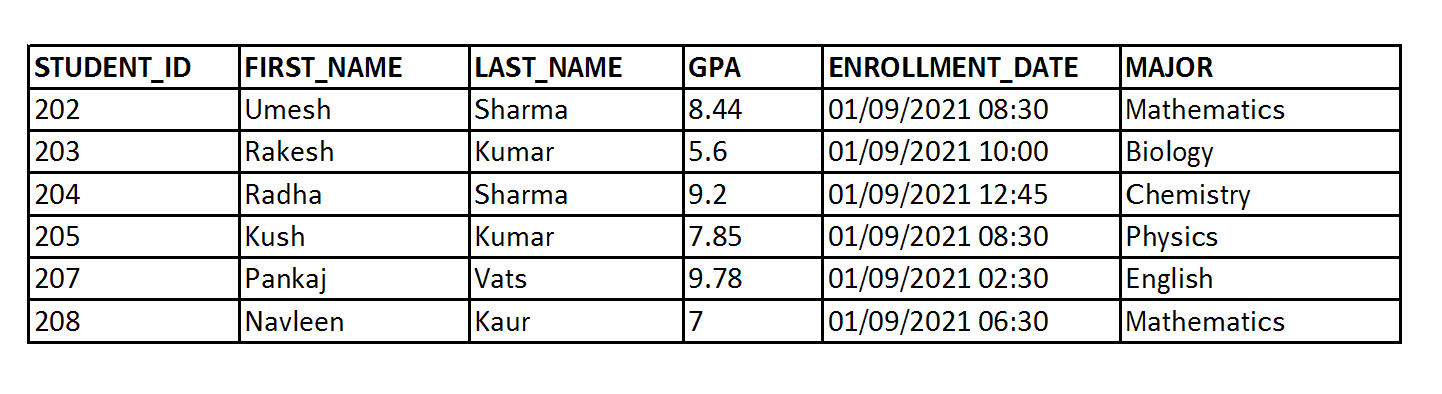 STUDENT_ID FIRST_NAME LAST_NAME GPA ENROLLMENT_DATE MAJOR
202 Umesh Sharma 8.44 01/09/2021 08:30 Mathematics
203 Rakesh Kumar 5.6 01/09/2021 10:00 Biology
204 Radha Sharma 9.2 01/09/2021 12:45 Chemistry
205 Kush Kumar 7.85 01/09/2021 08:30 Physics
207 Pankaj Vats 9.78 01/09/2021 02:30 English
208 Navleen Kaur 7 01/09/2021 06:30 Mathematics